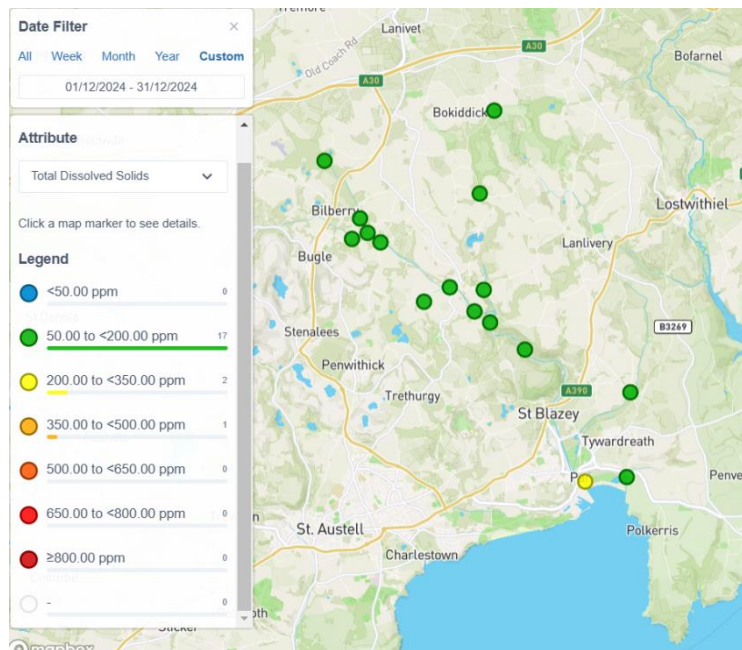 Date Filter ×
All Week Month Year Custom
01/12/2024 - 31/12/2024
Attribute
Total Dissolved Solids
Click a map marker to see details.
Legend
<50.00 ppm 0
50.00 to <200.00 ppm 17
200.00 to <350.00 ppm 2
350.00 to <500.00 ppm 1
500.00 to <650.00 ppm 0
650.00 to <800.00 ppm 0
≥800.00 ppm 0
- 0
Lanivet
Old Coach Rd
A30
A30
Bofarnel
Bokiddick
Lostwithiel
Bilberry
Lanlivery
Bugle
B3269
Stenalees
Penwithick
A390
Trethurgy
St Blazey
Tywardreath
St. Austell
Polkerris
Charlestown
mapbox